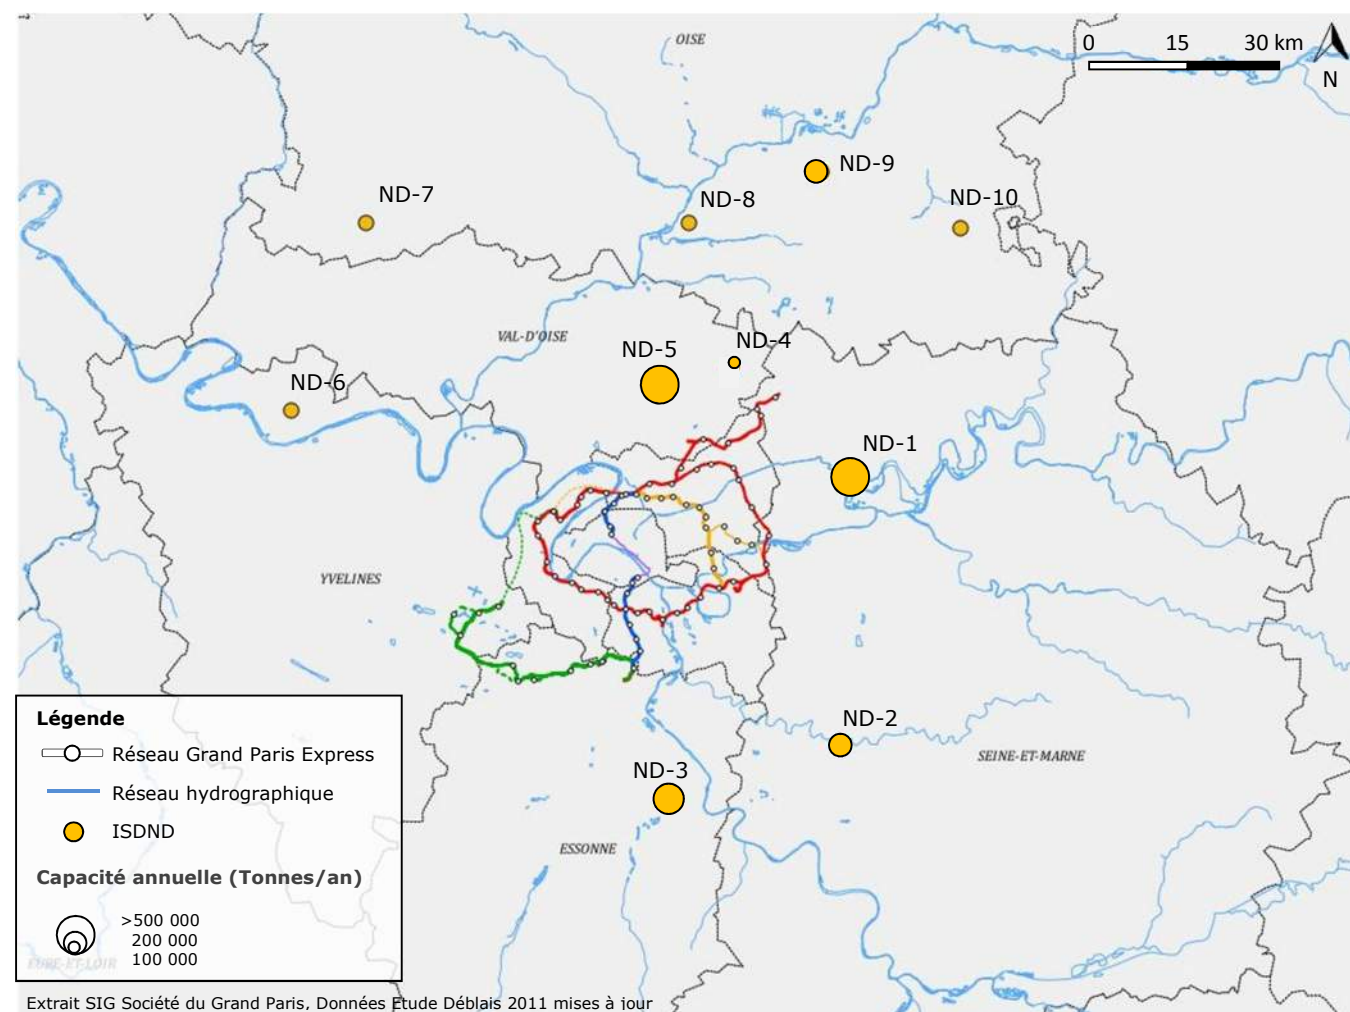 OISE
0 15 30 km
N
ND-9
ND-7
ND-8
ND-10
VAL-D'OISE
ND-4
ND-5
ND-6
ND-1
YVELINES
ND-2
SEINE-ET-MARNE
ND-3
ESSONNE
Légende
Réseau Grand Paris Express
Réseau hydrographique
ISDND
Capacité annuelle (Tonnes/an)
>500 000
200 000
100 000
EURE-ET-LOIR
Extrait SIG Société du Grand Paris, Données Etude Déblais 2011 mises à jour